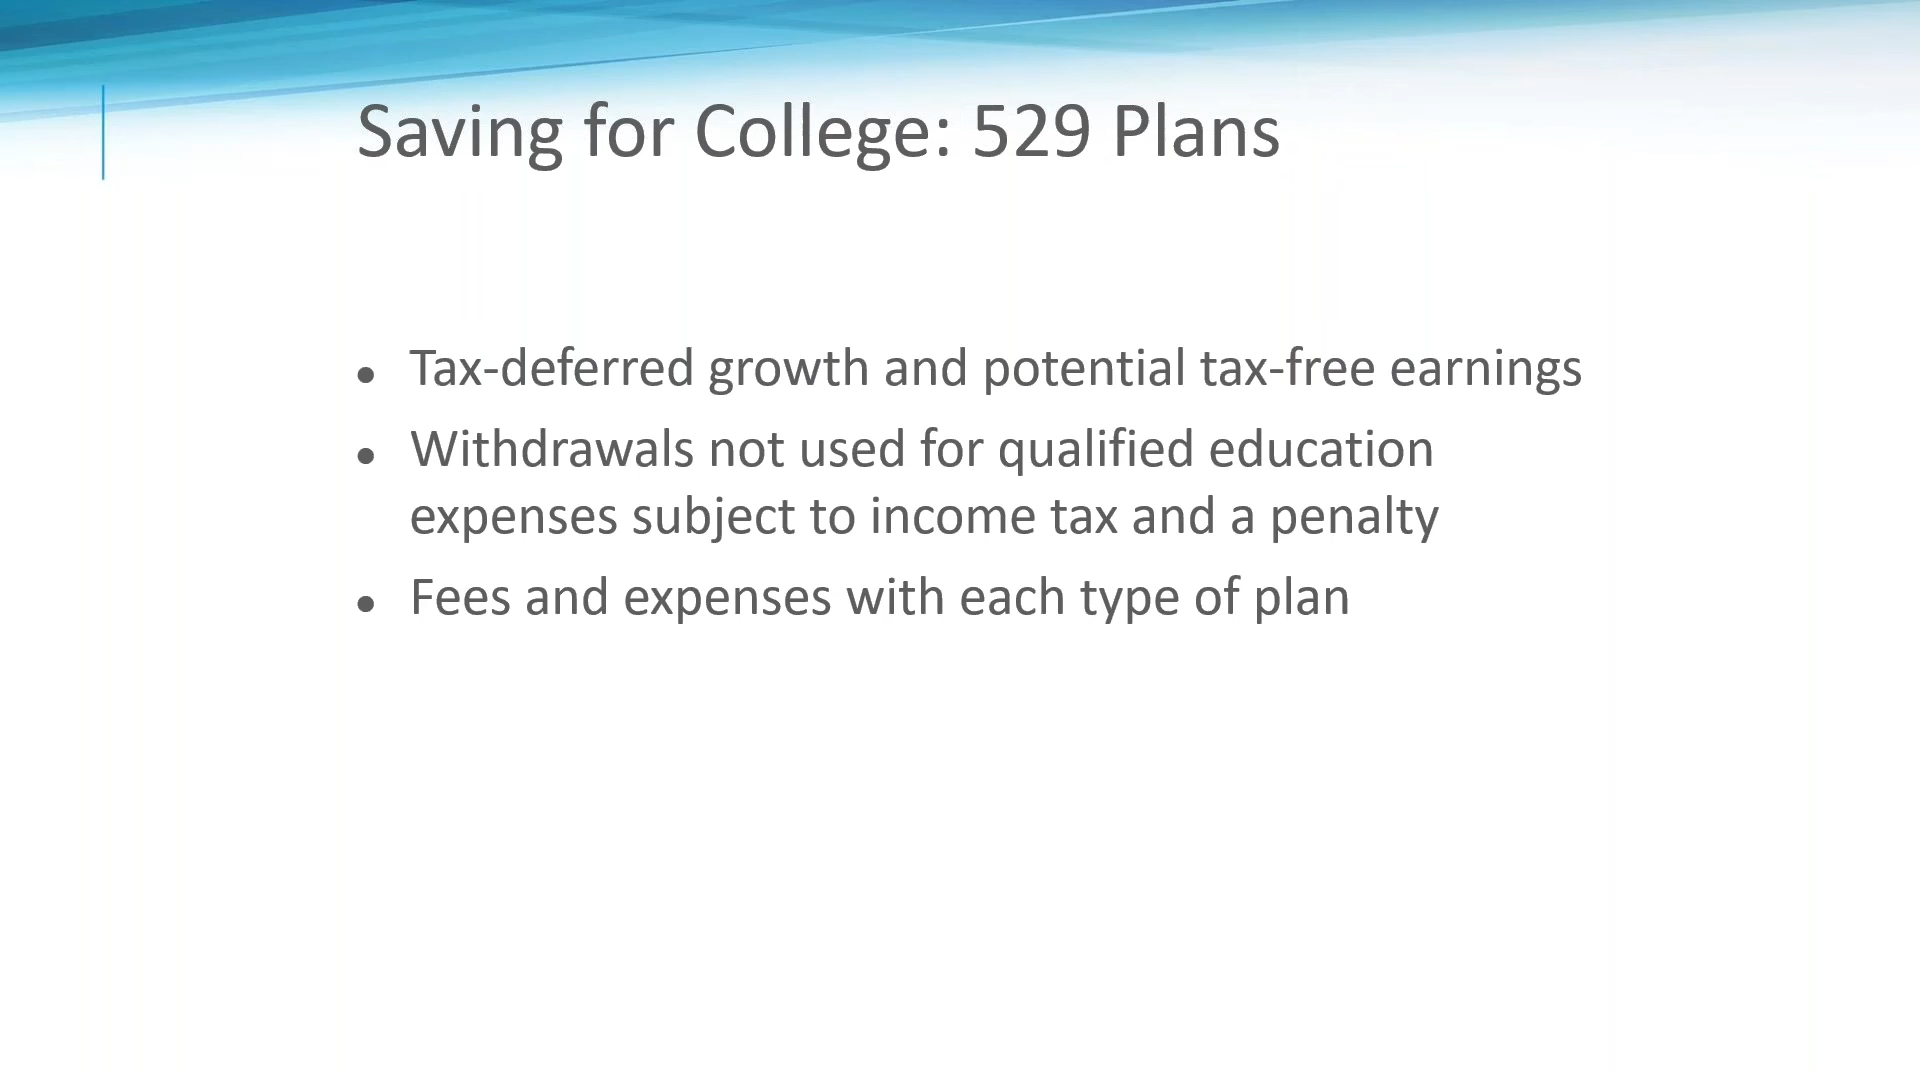 Saving for College: 529 Plans
• Tax-deferred growth and potential tax-free earnings
• Withdrawals not used for qualified education
expenses subject to income tax and a penalty
• Fees and expenses with each type of plan